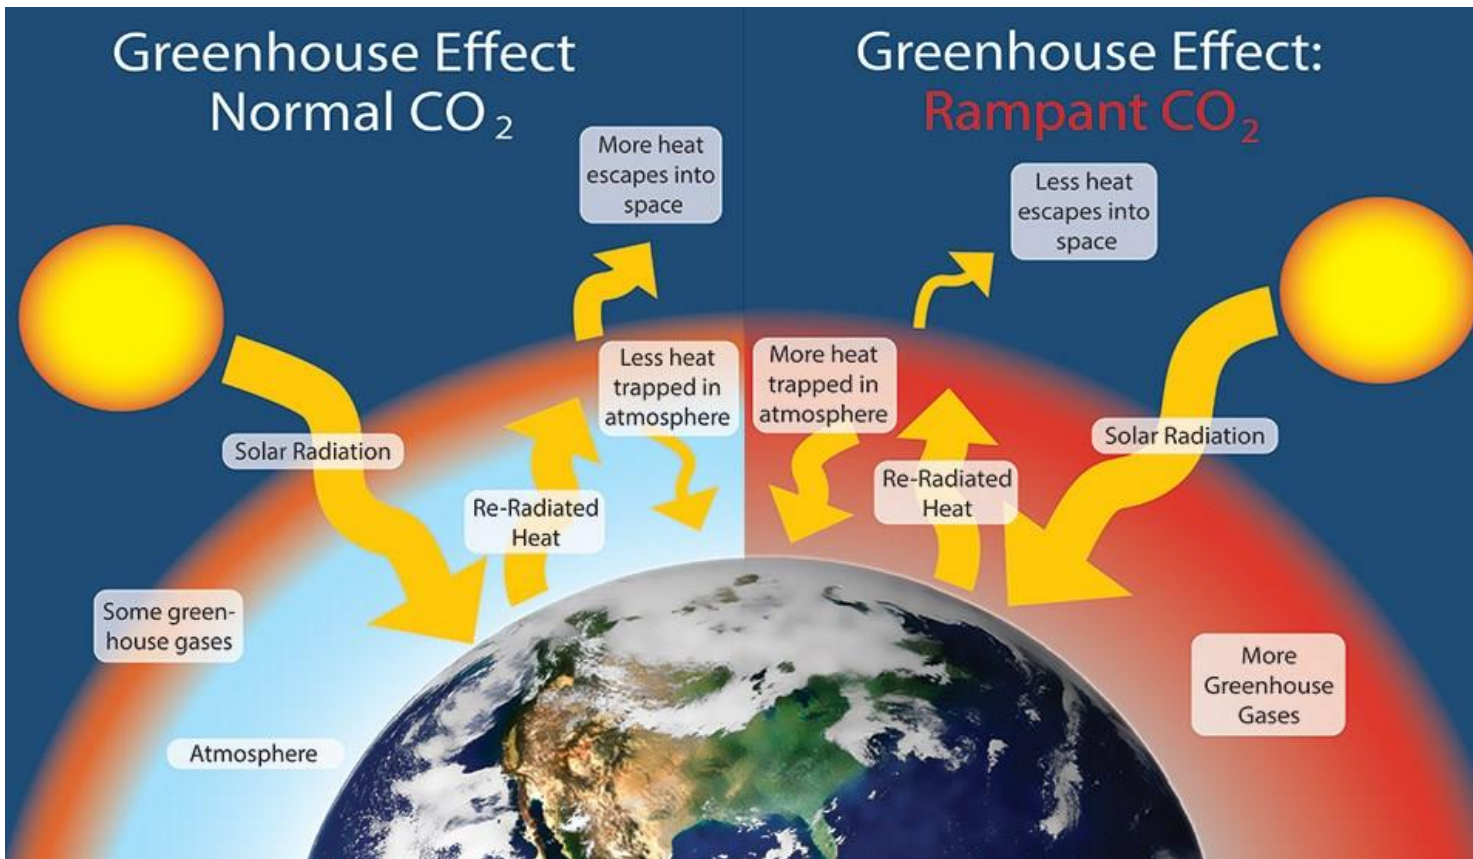 Greenhouse Effect
Normal CO₂
More heat
escapes into
space
Less heat
trapped in
atmosphere
Solar Radiation
Re-Radiated
Heat
Some green-
house gases
Atmosphere
Greenhouse Effect:
Rampant CO₂
Less heat
escapes into
space
More heat
trapped in
atmosphere
Re-Radiated
Heat
Solar Radiation
More
Greenhouse
Gases